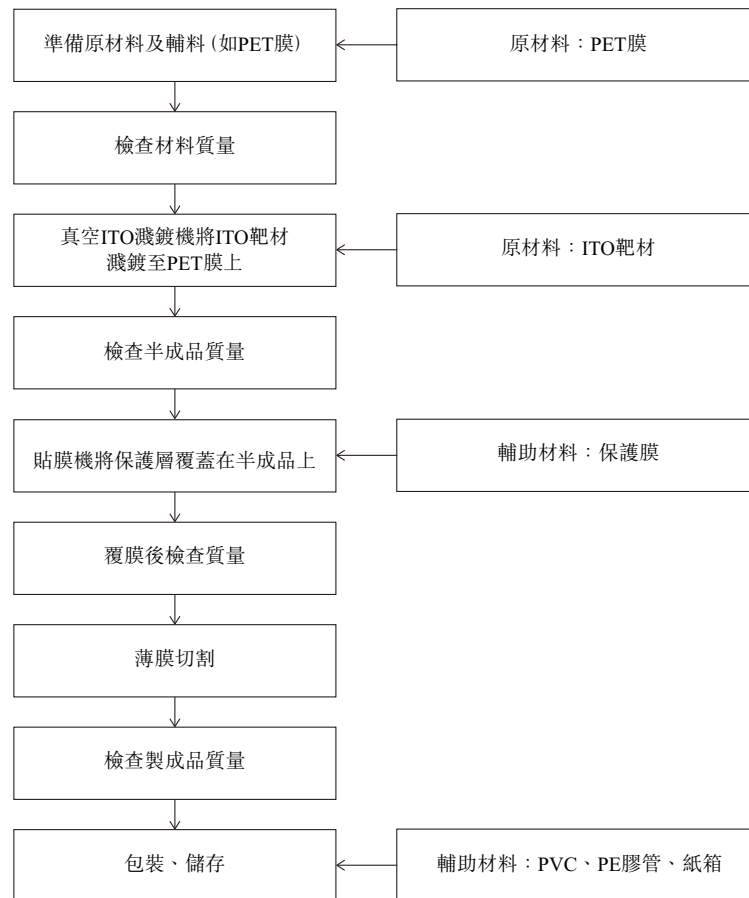 準備原材料及輔料(如PET膜)
原材料：PET膜
檢查材料質量
真空ITO濺鍍機將ITO靶材
濺鍍至PET膜上
原材料：ITO靶材
檢查半成品質量
貼膜機將保護層覆蓋在半成品上
輔助材料：保護膜
覆膜後檢查質量
薄膜切割
檢查製成品質量
包裝、儲存
輔助材料：PVC、PE膠管、紙箱